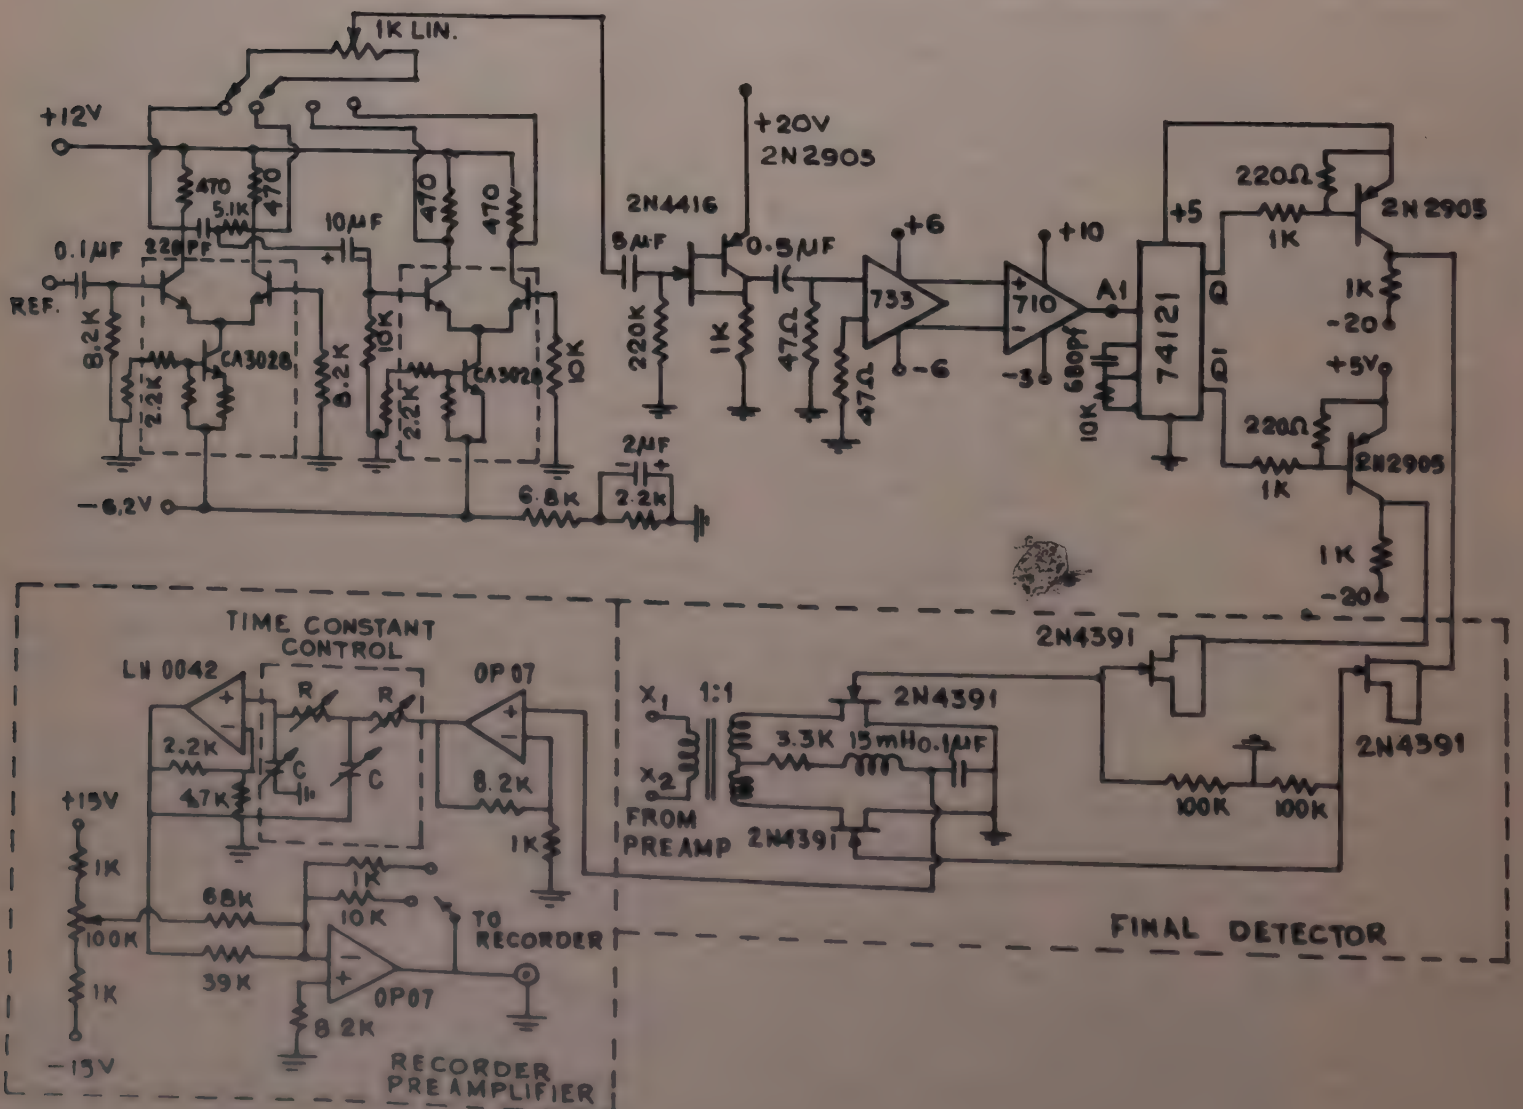 1K LIN.
+12V
470
470
5.1K
220PF
0.1µF
REF.
8.2K
2.2K
CA3028
8.2K
10µF
+
10K
2.2K
470
470
CA3028
10K
-6.2V
6.8K
2µF
- +
2.2K
+20V
2N2905
2N4416
5µF
220K
1K
0.5µF
47Ω
47Ω
+6
733
-6
+10
+
710
-
-3
A1
680pf
10K
74121
+5
Q
Q1
220Ω
1K
2N2905
1K
-20
+5V
220Ω
1K
2N2905
1K
-20
TIME CONSTANT
CONTROL
LH 0042
+
-
R
R
C
C
OP07
+
-
2.2K
47K
8.2K
1K
+15V
1K
100K
1K
-15V
68K
39K
1K
10K
TO
RECORDER
-
+
OP07
8.2K
RECORDER
PREAMPLIFIER
X1
X2
1:1
FROM
PREAMP
2N4391
3.3K
15mH
0.1µF
2N4391
2N4391
2N4391
100K
100K
FINAL DETECTOR